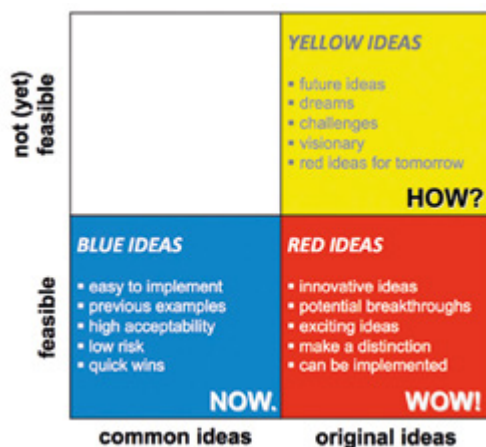 not (yet)
feasible
YELLOW IDEAS
▪ future ideas
▪ dreams
▪ challenges
▪ visionary
▪ red ideas for tomorrow
HOW?
feasible
BLUE IDEAS
▪ easy to implement
▪ previous examples
▪ high acceptability
▪ low risk
▪ quick wins
NOW.
RED IDEAS
▪ innovative ideas
▪ potential breakthroughs
▪ exciting ideas
▪ make a distinction
▪ can be implemented
WOW!
common ideas
original ideas